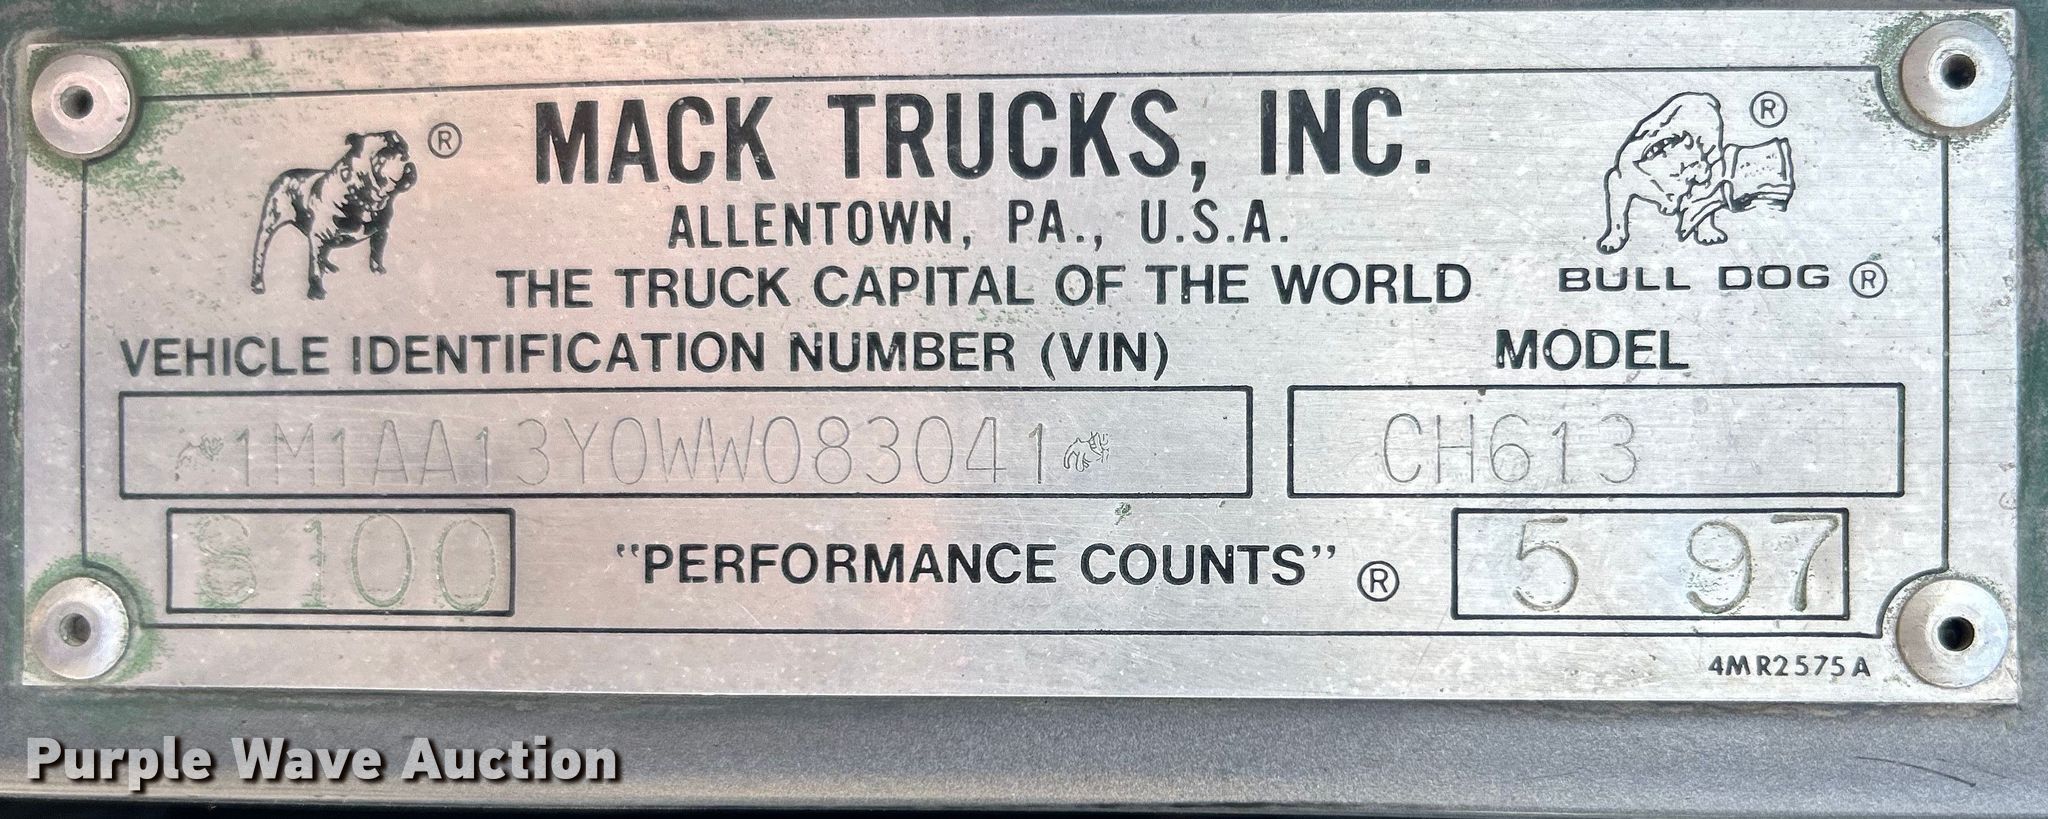 ® MACK TRUCKS, INC. ®
ALLENTOWN, PA., U.S.A.
THE TRUCK CAPITAL OF THE WORLD BULL DOG ®
VEHICLE IDENTIFICATION NUMBER (VIN) MODEL
1M1AA13Y0WW083041 CH613
S100 "PERFORMANCE COUNTS" ® 5 97
4MR2575A
Purple Wave Auction